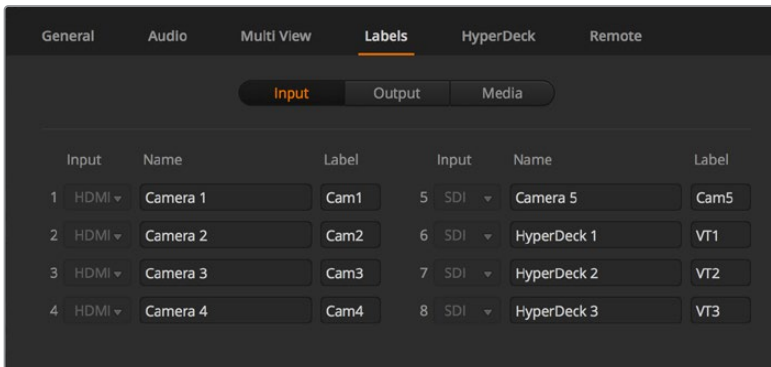 General Audio Multi View Labels HyperDeck Remote
Input Output Media
Input Name Label Input Name Label
1 HDMI Camera 1 Cam1 5 SDI Camera 5 Cam5
2 HDMI Camera 2 Cam2 6 SDI HyperDeck 1 VT1
3 HDMI Camera 3 Cam3 7 SDI HyperDeck 2 VT2
4 HDMI Camera 4 Cam4 8 SDI HyperDeck 3 VT3